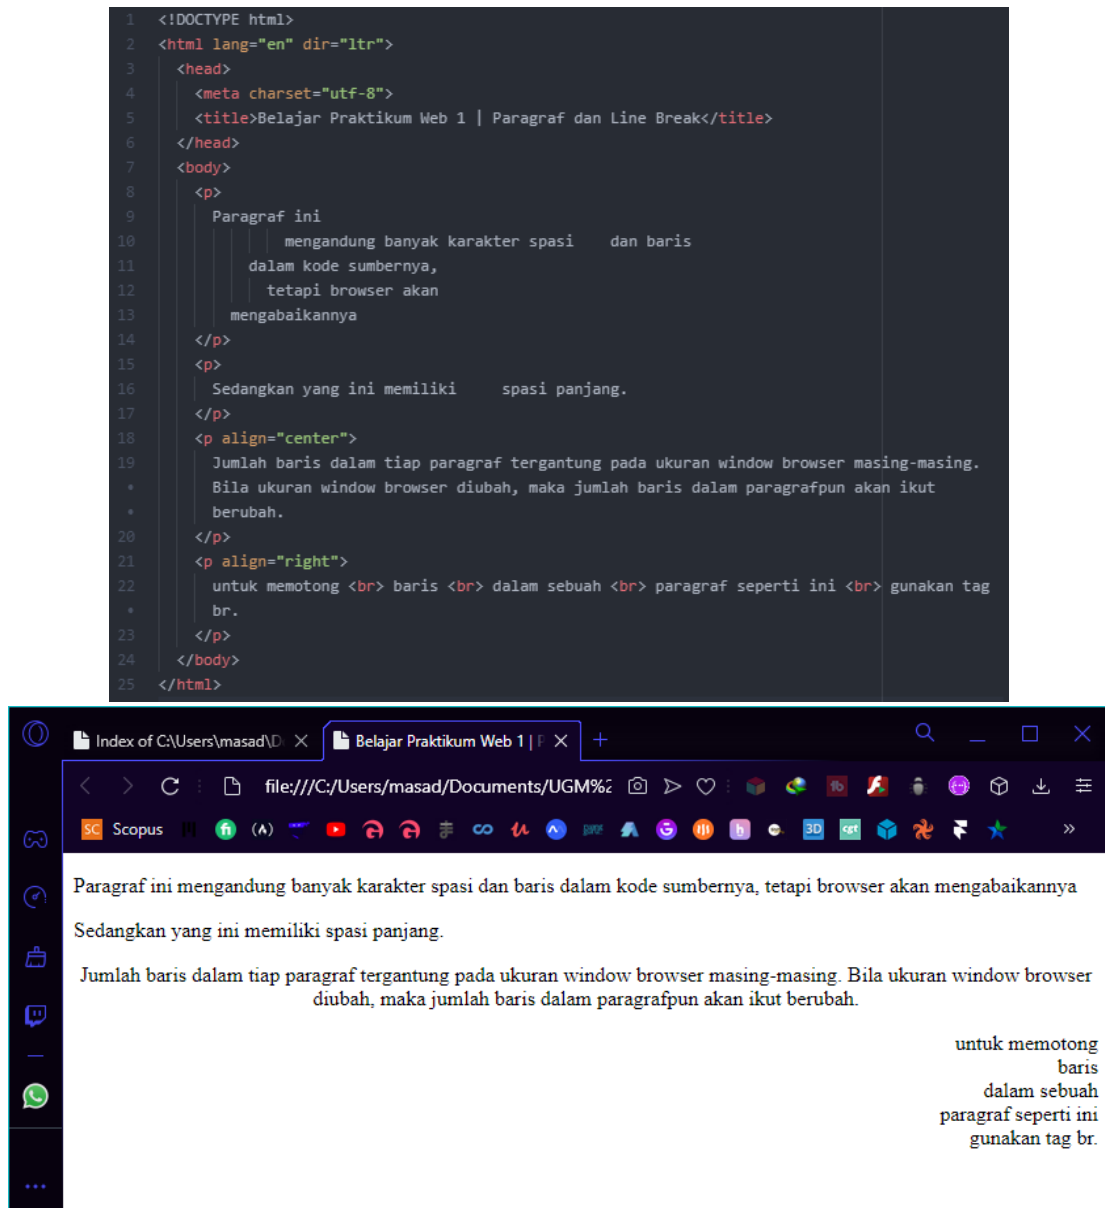 1 <!DOCTYPE html>
2 <html lang="en" dir="ltr">
3 <head>
4 <meta charset="utf-8">
5 <title>Belajar Praktikum Web 1 | Paragraf dan Line Break</title>
6 </head>
7 <body>
8 <p>
9 Paragraf ini
10 mengandung banyak karakter spasi    dan baris
11 dalam kode sumbernya,
12 tetapi browser akan
13 mengabaikannya
14 </p>
15 <p>
16 Sedangkan yang ini memiliki     spasi panjang.
17 </p>
18 <p align="center">
19 Jumlah baris dalam tiap paragraf tergantung pada ukuran window browser masing-masing.
• Bila ukuran window browser diubah, maka jumlah baris dalam paragrafpun akan ikut
• berubah.
20 </p>
21 <p align="right">
22 untuk memotong <br> baris <br> dalam sebuah <br> paragraf seperti ini <br> gunakan tag
• br.
23 </p>
24 </body>
25 </html>
Index of C:\Users\masad\D
Belajar Praktikum Web 1 | P
file:///C:/Users/masad/Documents/UGM%2
SC Scopus
3D
cgt
Paragraf ini mengandung banyak karakter spasi dan baris dalam kode sumbernya, tetapi browser akan mengabaikannya
Sedangkan yang ini memiliki spasi panjang.
Jumlah baris dalam tiap paragraf tergantung pada ukuran window browser masing-masing. Bila ukuran window browser
diubah, maka jumlah baris dalam paragrafpun akan ikut berubah.
untuk memotong
baris
dalam sebuah
paragraf seperti ini
gunakan tag br.